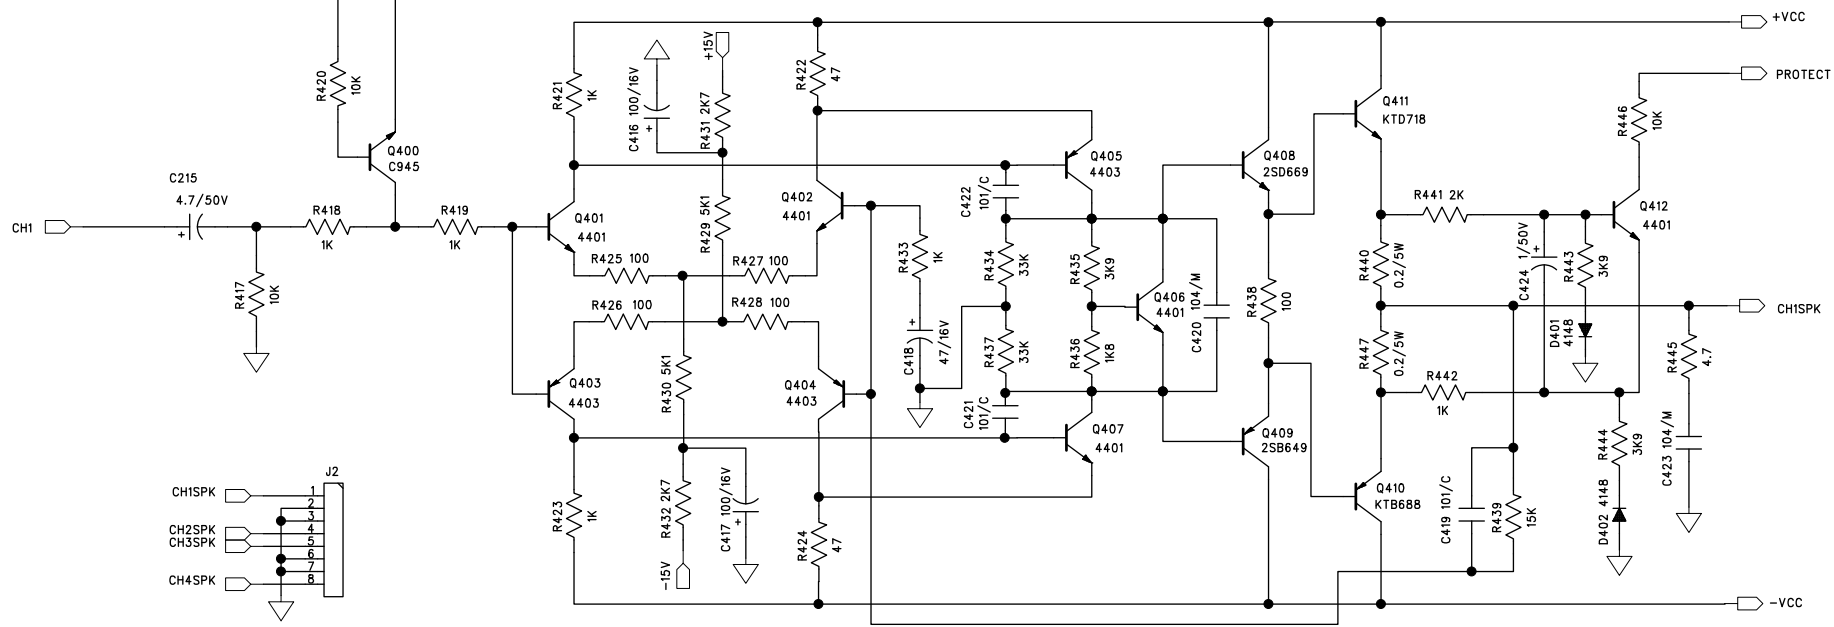 +VCC
PROTECT
CH1SPK
-VCC
CH1
C215
4.7/50V
+
R420
10K
Q400
C945
R417
10K
R418
1K
R419
1K
R421
1K
Q401
4401
C416 100/16V
+
+15V
R431 2K7
R429 5K1
R422
47
Q402
4401
R425 100
R427 100
R426 100
R428 100
Q403
4403
Q404
4403
R430 5K1
R432 2K7
-15V
C417 100/16V
+
R423
1K
R424
47
R433
1K
C418
47/16V
+
C422
101/C
R434
33K
R437
33K
C421
101/C
Q405
4403
R435
3K9
R436
1K8
Q407
4401
Q406
4401
C420 104/M
Q408
2SD669
R438
100
Q409
2SB649
Q411
KTD718
R440
0.2/5W
R447
0.2/5W
Q410
KTB688
R441 2K
R442
1K
C424 1/50V
+
R443
3K9
D401
4148
R446
10K
Q412
4401
R444
3K9
D402 4148
R445
4.7
C423 104/M
C419 101/C
R439
15K
J2
CH1SPK
1
2
3
CH2SPK
4
CH3SPK
5
6
7
CH4SPK
8